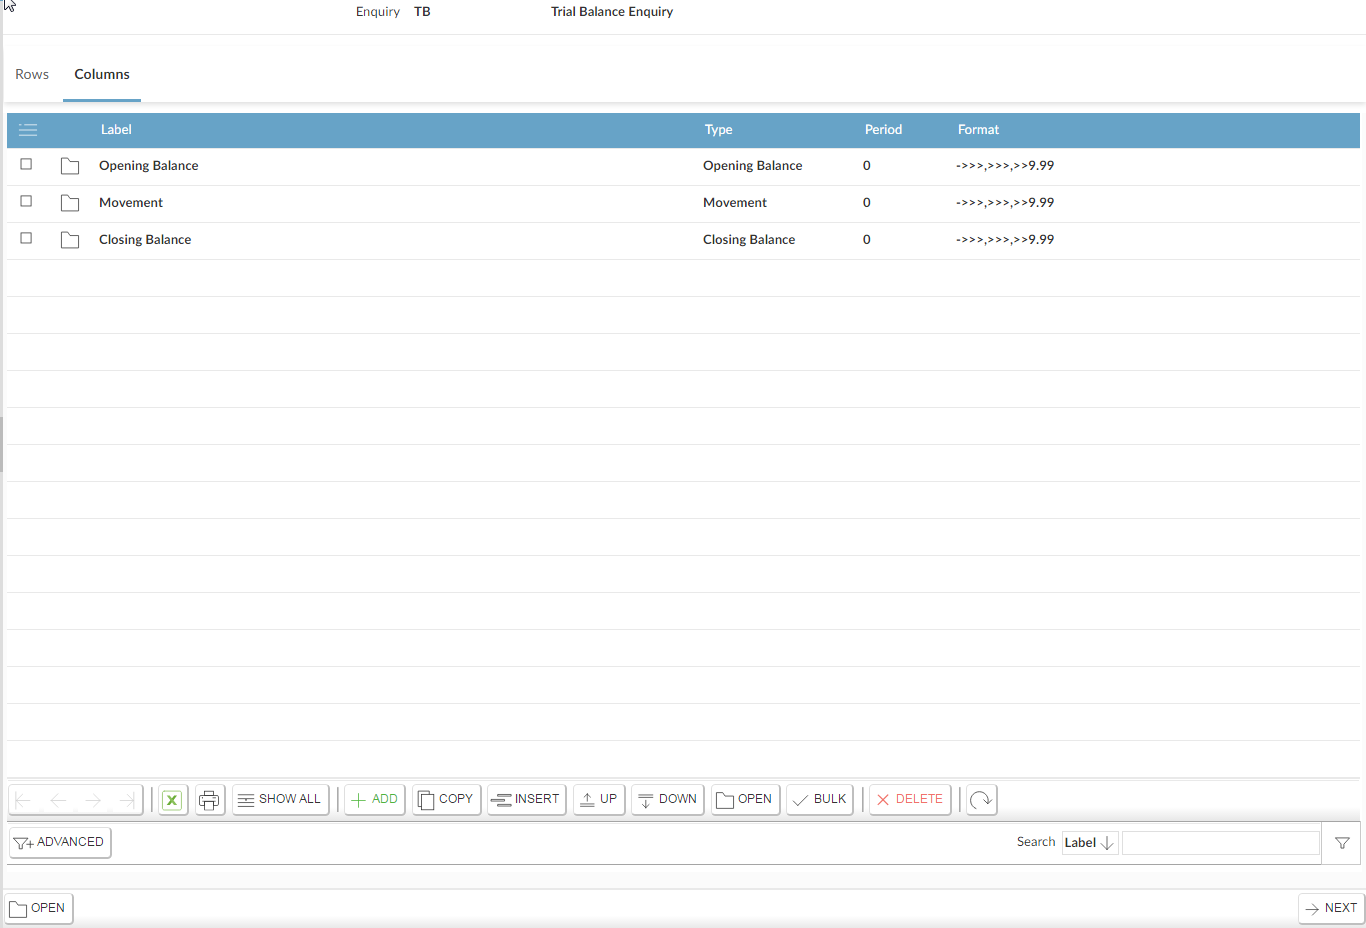 Enquiry TB Trial Balance Enquiry
Rows Columns
Label Type Period Format
Opening Balance Opening Balance 0 ->>>,>>>,>>9.99
Movement Movement 0 ->>>,>>>,>>9.99
Closing Balance Closing Balance 0 ->>>,>>>,>>9.99
X SHOW ALL ADD COPY INSERT UP DOWN OPEN BULK DELETE
ADVANCED Search Label
OPEN NEXT